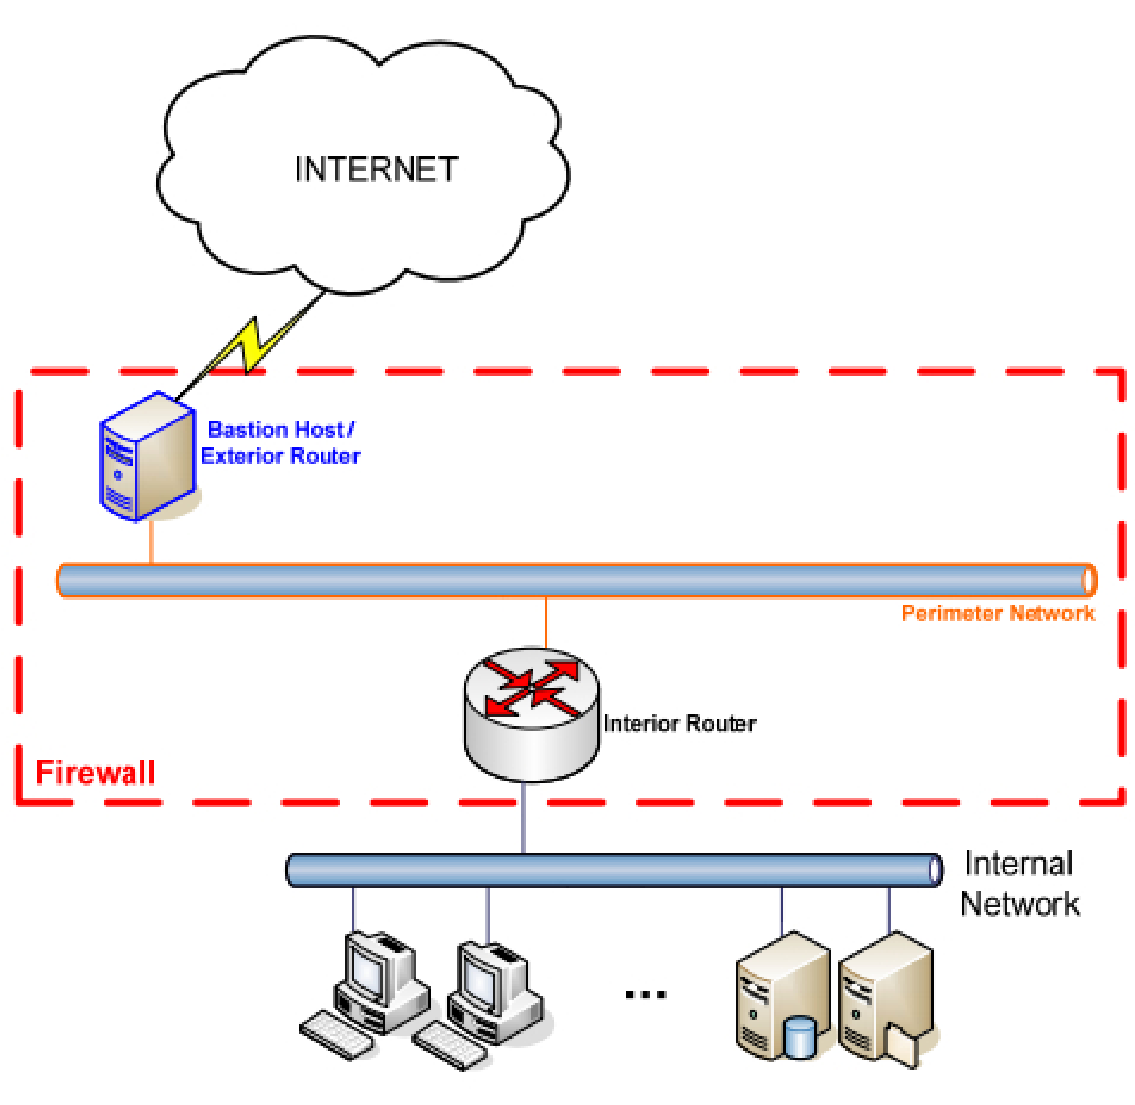 INTERNET
Bastion Host/
Exterior Router
Perimeter Network
Interior Router
Firewall
Internal
Network
...